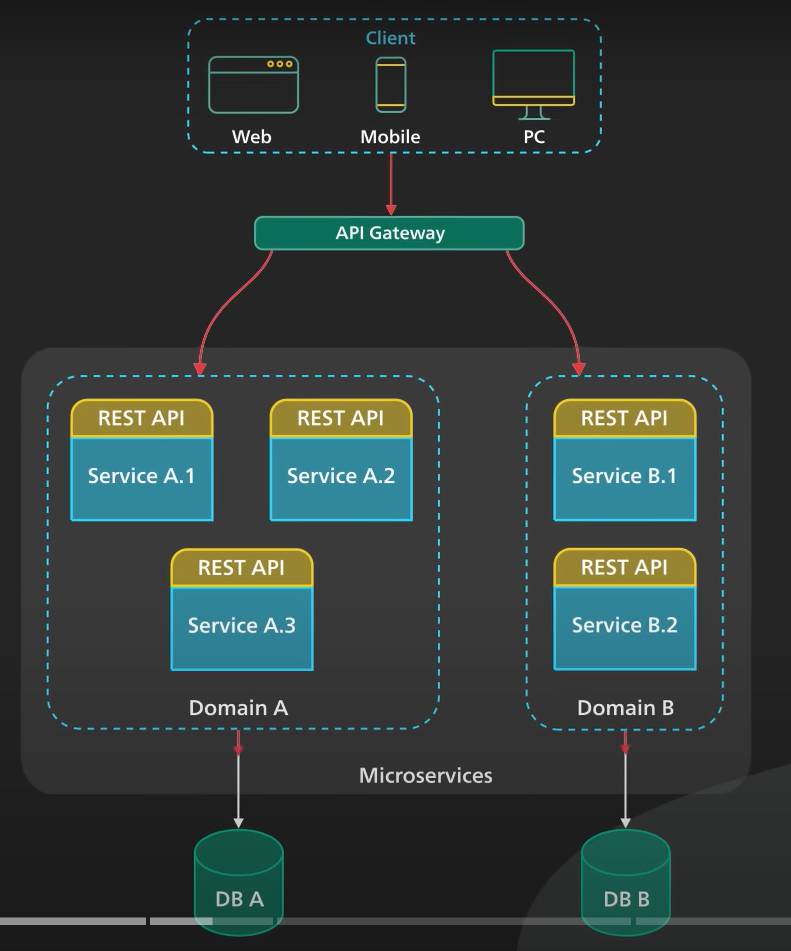 Client
Web
Mobile
PC
API Gateway
REST API
REST API
REST API
Service A.1
Service A.2
Service B.1
REST API
REST API
Service A.3
Service B.2
Domain A
Domain B
Microservices
DB A
DB B